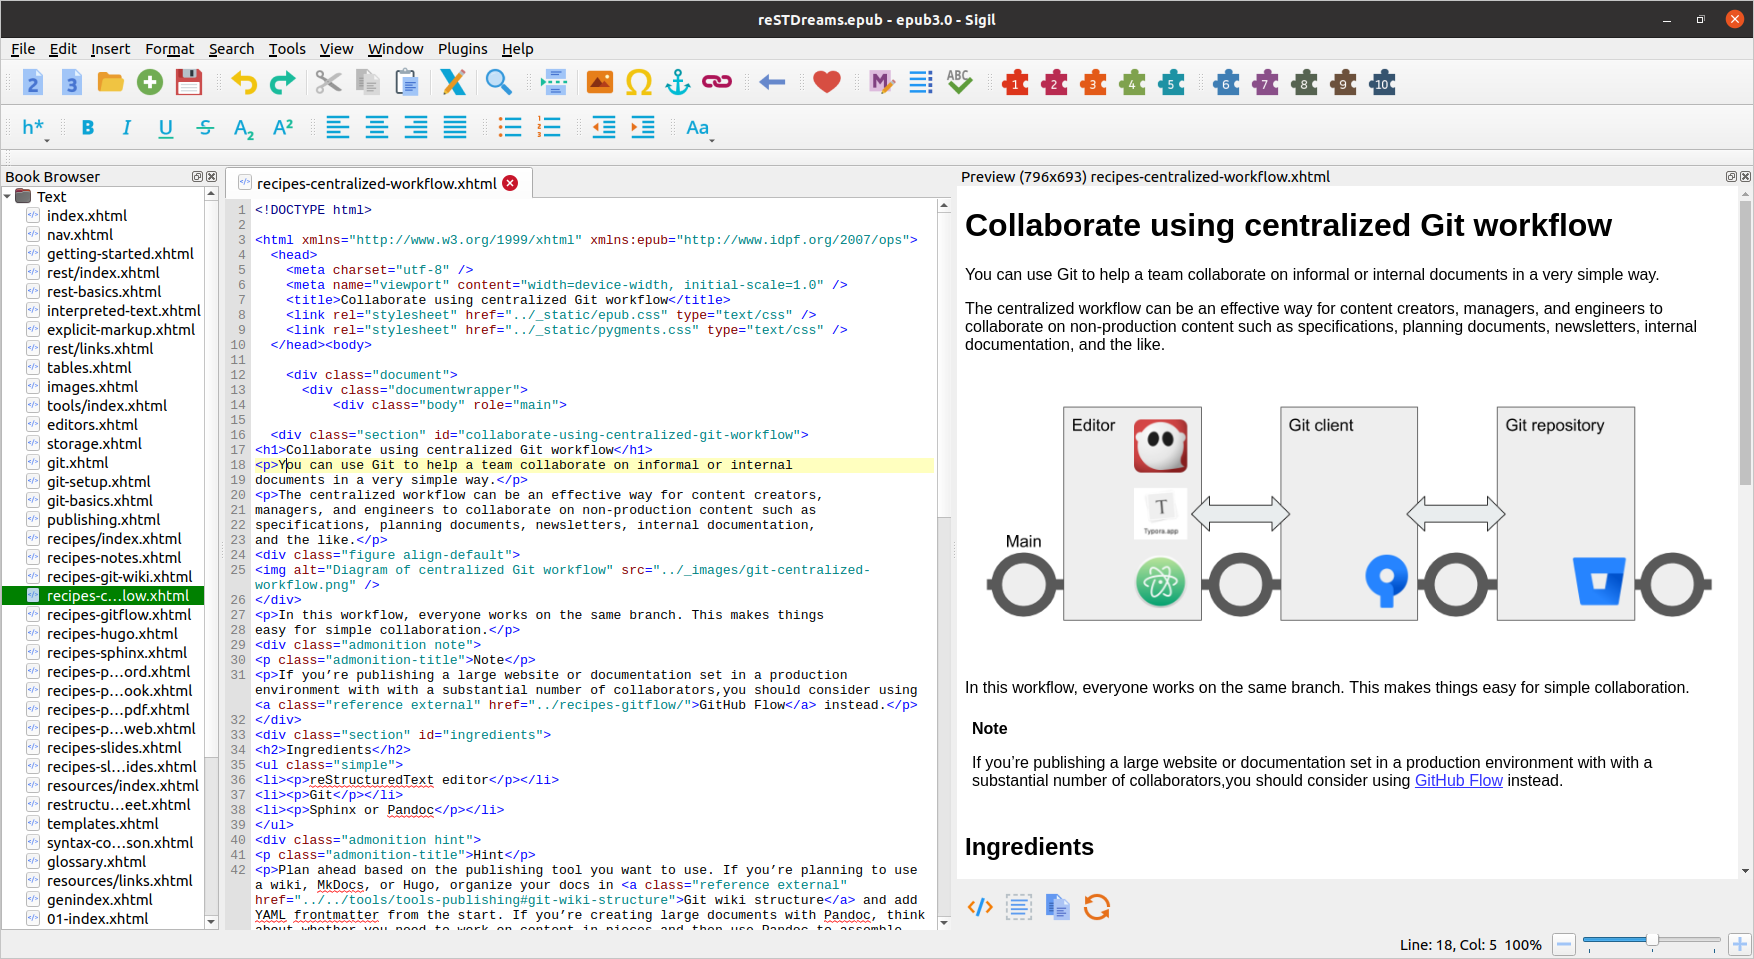 reSTDreams.epub - epub3.0 - Sigil
File Edit Insert Format Search Tools View Window Plugins Help
2 3 M ABC 1 2 3 4 5 6 7 8 9 10
h* B I U S A2 A2 Aa
Book Browser
Text
index.xhtml
nav.xhtml
getting-started.xhtml
rest/index.xhtml
rest-basics.xhtml
interpreted-text.xhtml
explicit-markup.xhtml
rest/links.xhtml
tables.xhtml
images.xhtml
tools/index.xhtml
editors.xhtml
storage.xhtml
git.xhtml
git-setup.xhtml
git-basics.xhtml
publishing.xhtml
recipes/index.xhtml
recipes-notes.xhtml
recipes-git-wiki.xhtml
recipes-c...low.xhtml
recipes-gitflow.xhtml
recipes-hugo.xhtml
recipes-sphinx.xhtml
recipes-p...ord.xhtml
recipes-p...ook.xhtml
recipes-p...pdf.xhtml
recipes-p...web.xhtml
recipes-slides.xhtml
recipes-sl...ides.xhtml
resources/index.xhtml
restructu...eet.xhtml
templates.xhtml
syntax-co...son.xhtml
glossary.xhtml
resources/links.xhtml
genindex.xhtml
01-index.xhtml
recipes-centralized-workflow.xhtml
1 <!DOCTYPE html>
2
3 <html xmlns="http://www.w3.org/1999/xhtml" xmlns:epub="http://www.idpf.org/2007/ops">
4 <head>
5 <meta charset="utf-8" />
6 <meta name="viewport" content="width=device-width, initial-scale=1.0" />
7 <title>Collaborate using centralized Git workflow</title>
8 <link rel="stylesheet" href="../_static/epub.css" type="text/css" />
9 <link rel="stylesheet" href="../_static/pygments.css" type="text/css" />
10 </head><body>
11
12 <div class="document">
13 <div class="documentwrapper">
14 <div class="body" role="main">
15
16 <div class="section" id="collaborate-using-centralized-git-workflow">
17 <h1>Collaborate using centralized Git workflow</h1>
18 <p>You can use Git to help a team collaborate on informal or internal
19 documents in a very simple way.</p>
20 <p>The centralized workflow can be an effective way for content creators,
21 managers, and engineers to collaborate on non-production content such as
22 specifications, planning documents, newsletters, internal documentation,
23 and the like.</p>
24 <div class="figure align-default">
25 <img alt="Diagram of centralized Git workflow" src="../_images/git-centralized-
workflow.png" />
26 </div>
27 <p>In this workflow, everyone works on the same branch. This makes things
28 easy for simple collaboration.</p>
29 <div class="admonition note">
30 <p class="admonition-title">Note</p>
31 <p>If you’re publishing a large website or documentation set in a production
environment with with a substantial number of collaborators,you should consider using
<a class="reference external" href="../recipes-gitflow/">GitHub Flow</a> instead.</p>
32 </div>
33 <div class="section" id="ingredients">
34 <h2>Ingredients</h2>
35 <ul class="simple">
36 <li><p>reStructuredText editor</p></li>
37 <li><p>Git</p></li>
38 <li><p>Sphinx or Pandoc</p></li>
39 </ul>
40 <div class="admonition hint">
41 <p class="admonition-title">Hint</p>
42 <p>Plan ahead based on the publishing tool you want to use. If you’re planning to use
a wiki, MkDocs, or Hugo, organize your docs in <a class="reference external"
href="../../tools/tools-publishing#git-wiki-structure">Git wiki structure</a> and add
YAML frontmatter from the start. If you’re creating large documents with Pandoc, think
about whether you need to work on content in pieces and then use Pandoc to assemble
Preview (796x693) recipes-centralized-workflow.xhtml
Collaborate using centralized Git workflow
You can use Git to help a team collaborate on informal or internal documents in a very simple way.
The centralized workflow can be an effective way for content creators, managers, and engineers to
collaborate on non-production content such as specifications, planning documents, newsletters, internal
documentation, and the like.
Editor Git client Git repository
T
Typora.app
Main
In this workflow, everyone works on the same branch. This makes things easy for simple collaboration.
Note
If you’re publishing a large website or documentation set in a production environment with with a
substantial number of collaborators,you should consider using GitHub Flow instead.
Ingredients
Line: 18, Col: 5 100%